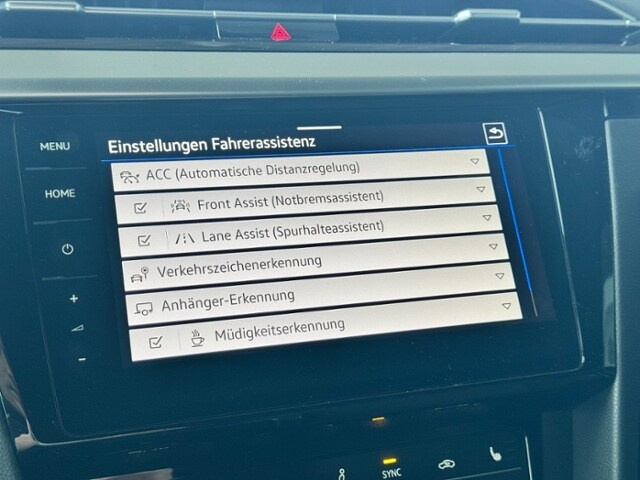 MENU
HOME
Einstellungen Fahrerassistenz
ACC (Automatische Distanzregelung)
Front Assist (Notbremsassistent)
Lane Assist (Spurhalteassistent)
Verkehrszeichenerkennung
Anhänger-Erkennung
Müdigkeitserkennung
+
-
SYNC